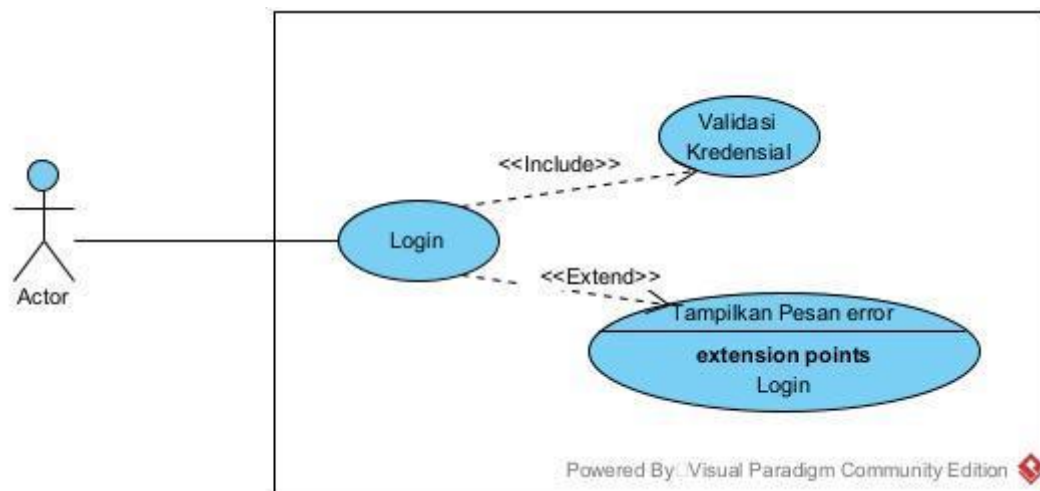 Validasi
Kredensial
<<Include>>
Login
Actor
<<Extend>>
Tampilkan Pesan error
extension points
Login
Powered By Visual Paradigm Community Edition